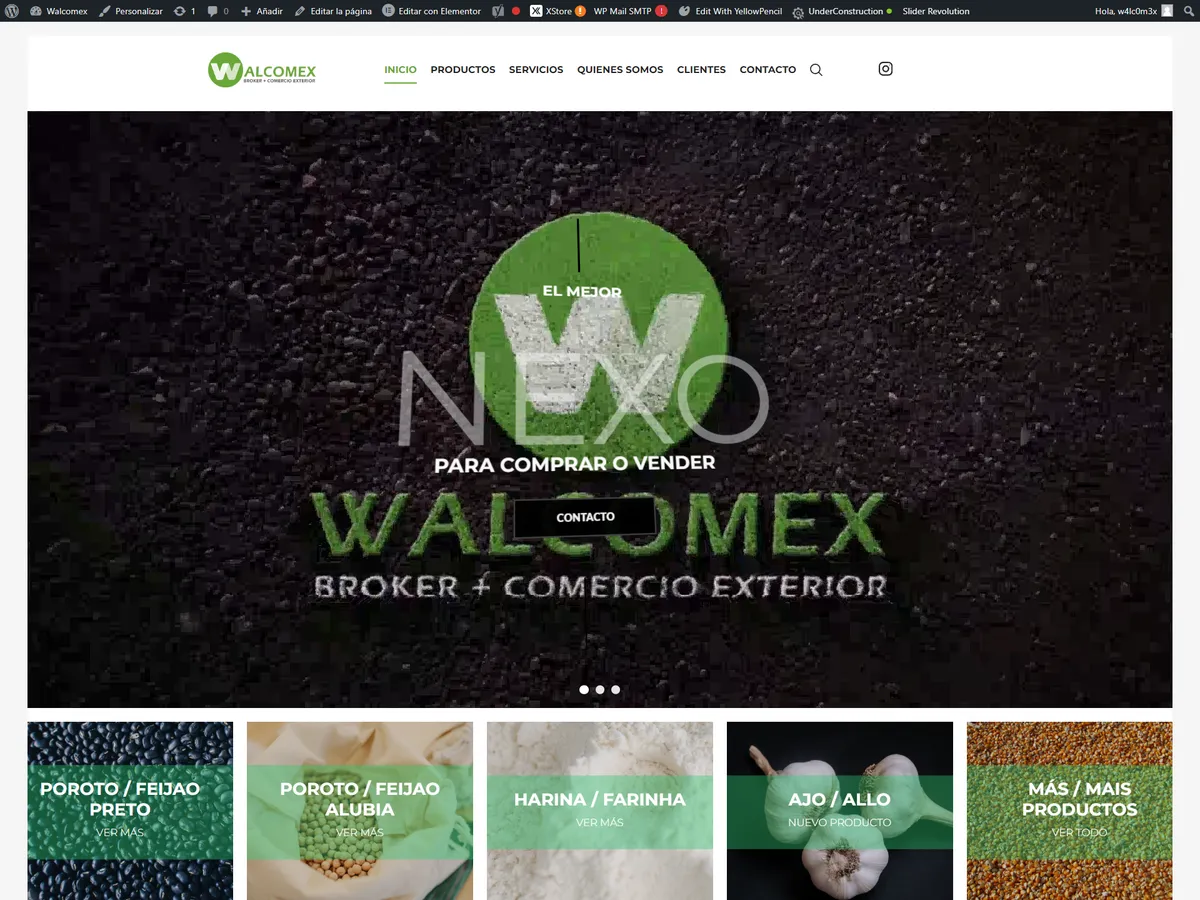 Walcomex
Personalizar
1
0
Añadir
Editar la página
Editar con Elementor
XStore
!
WP Mail SMTP
!
Edit With YellowPencil
UnderConstruction
Slider Revolution
Hola, w4lc0m3x
WALCOMEX
BROKER + COMERCIO EXTERIOR
INICIO
PRODUCTOS
SERVICIOS
QUIENES SOMOS
CLIENTES
CONTACTO
EL MEJOR
W
NEXO
PARA COMPRAR O VENDER
WALCOMEX
CONTACTO
BROKER + COMERCIO EXTERIOR
POROTO / FEIJAO
PRETO
VER MÁS
POROTO / FEIJAO
ALUBIA
VER MÁS
HARINA / FARINHA
VER MÁS
AJO / ALLO
NUEVO PRODUCTO
MÁS / MAIS
PRODUCTOS
VER TODO